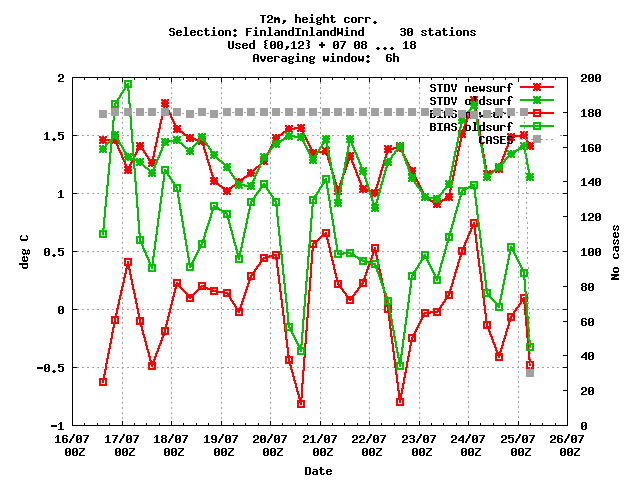 T2m, height corr.
Selection: FinlandInlandWind     30 stations
Used {00,12} + 07 08 ... 18
Averaging window:  6h
STDV newsurf
STDV oldsurf
BIAS newsurf
BIAS oldsurf
CASES
2
1.5
1
0.5
0
-0.5
-1
deg C
200
180
160
140
120
100
80
60
40
20
0
No cases
16/07 17/07 18/07 19/07 20/07 21/07 22/07 23/07 24/07 25/07 26/07
00Z 00Z 00Z 00Z 00Z 00Z 00Z 00Z 00Z 00Z 00Z
Date